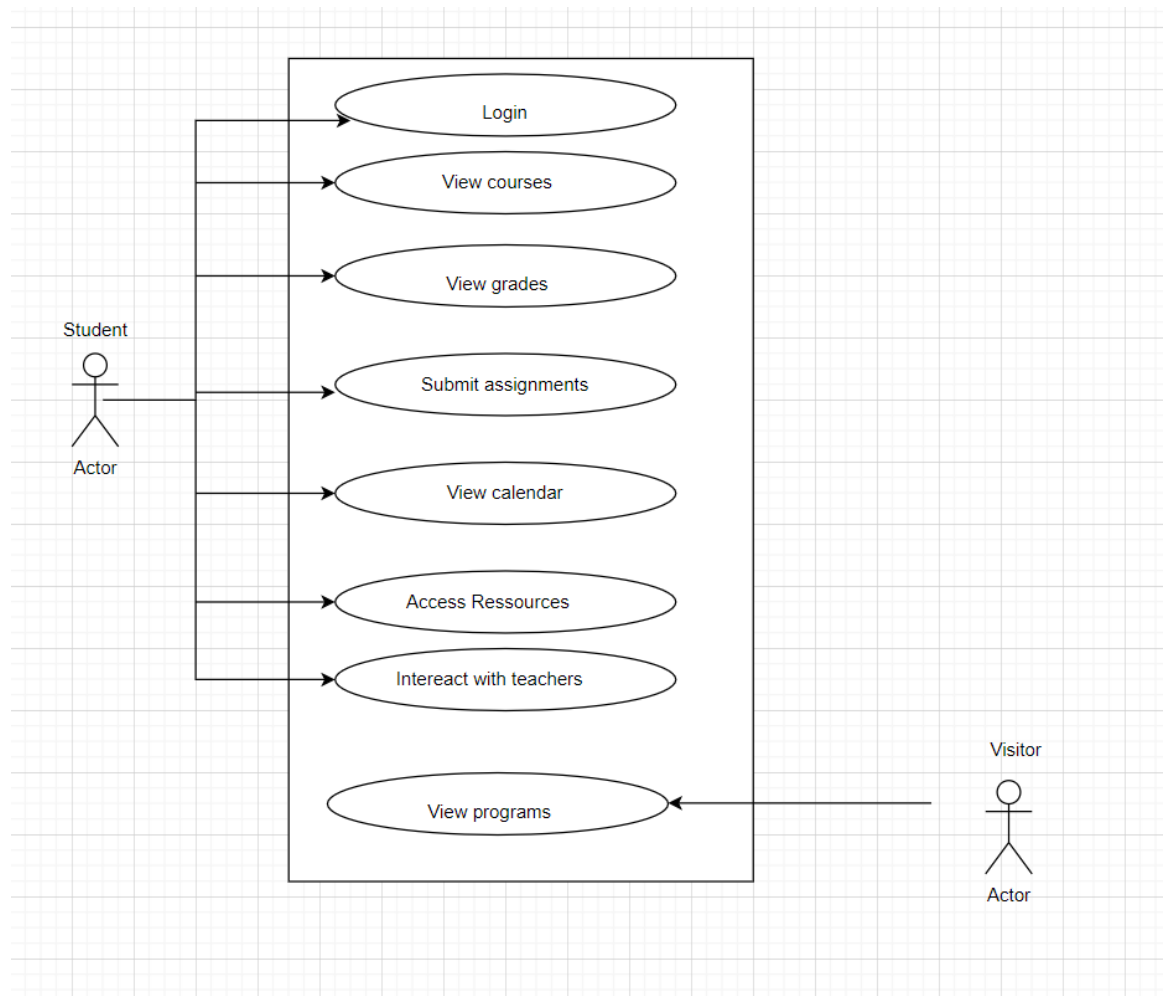 Login
View courses
View grades
Student
Submit assignments
Actor
View calendar
Access Ressources
Intereact with teachers
Visitor
View programs
Actor